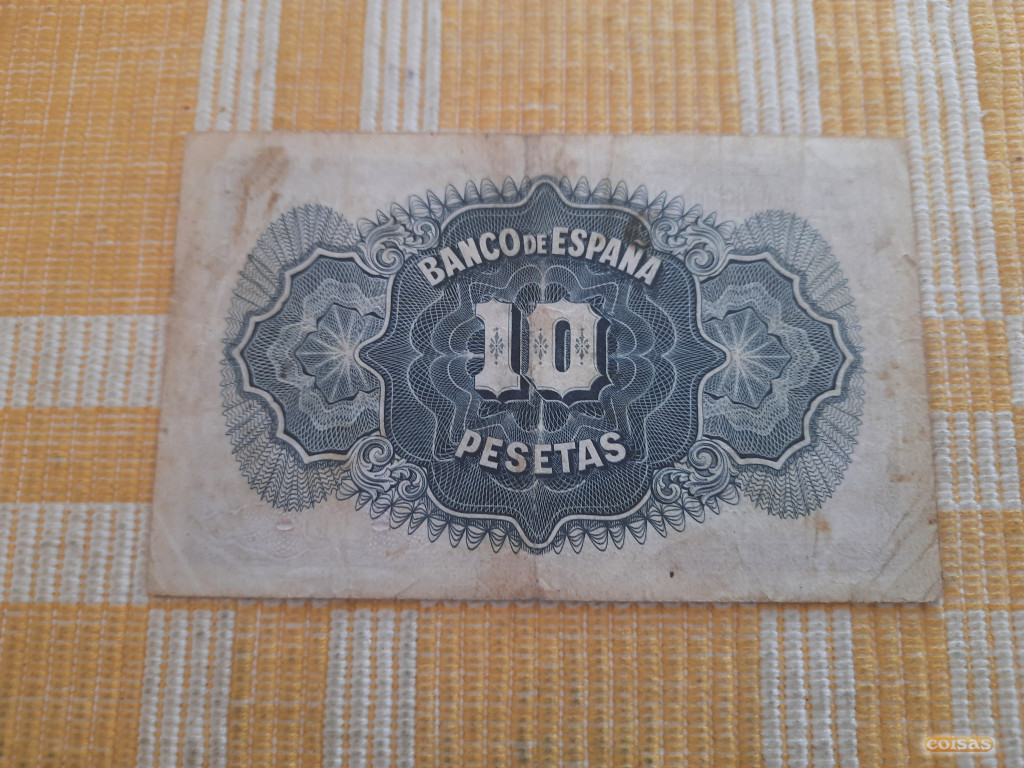 BANCO DE ESPAÑA
10
PESETAS
coisas